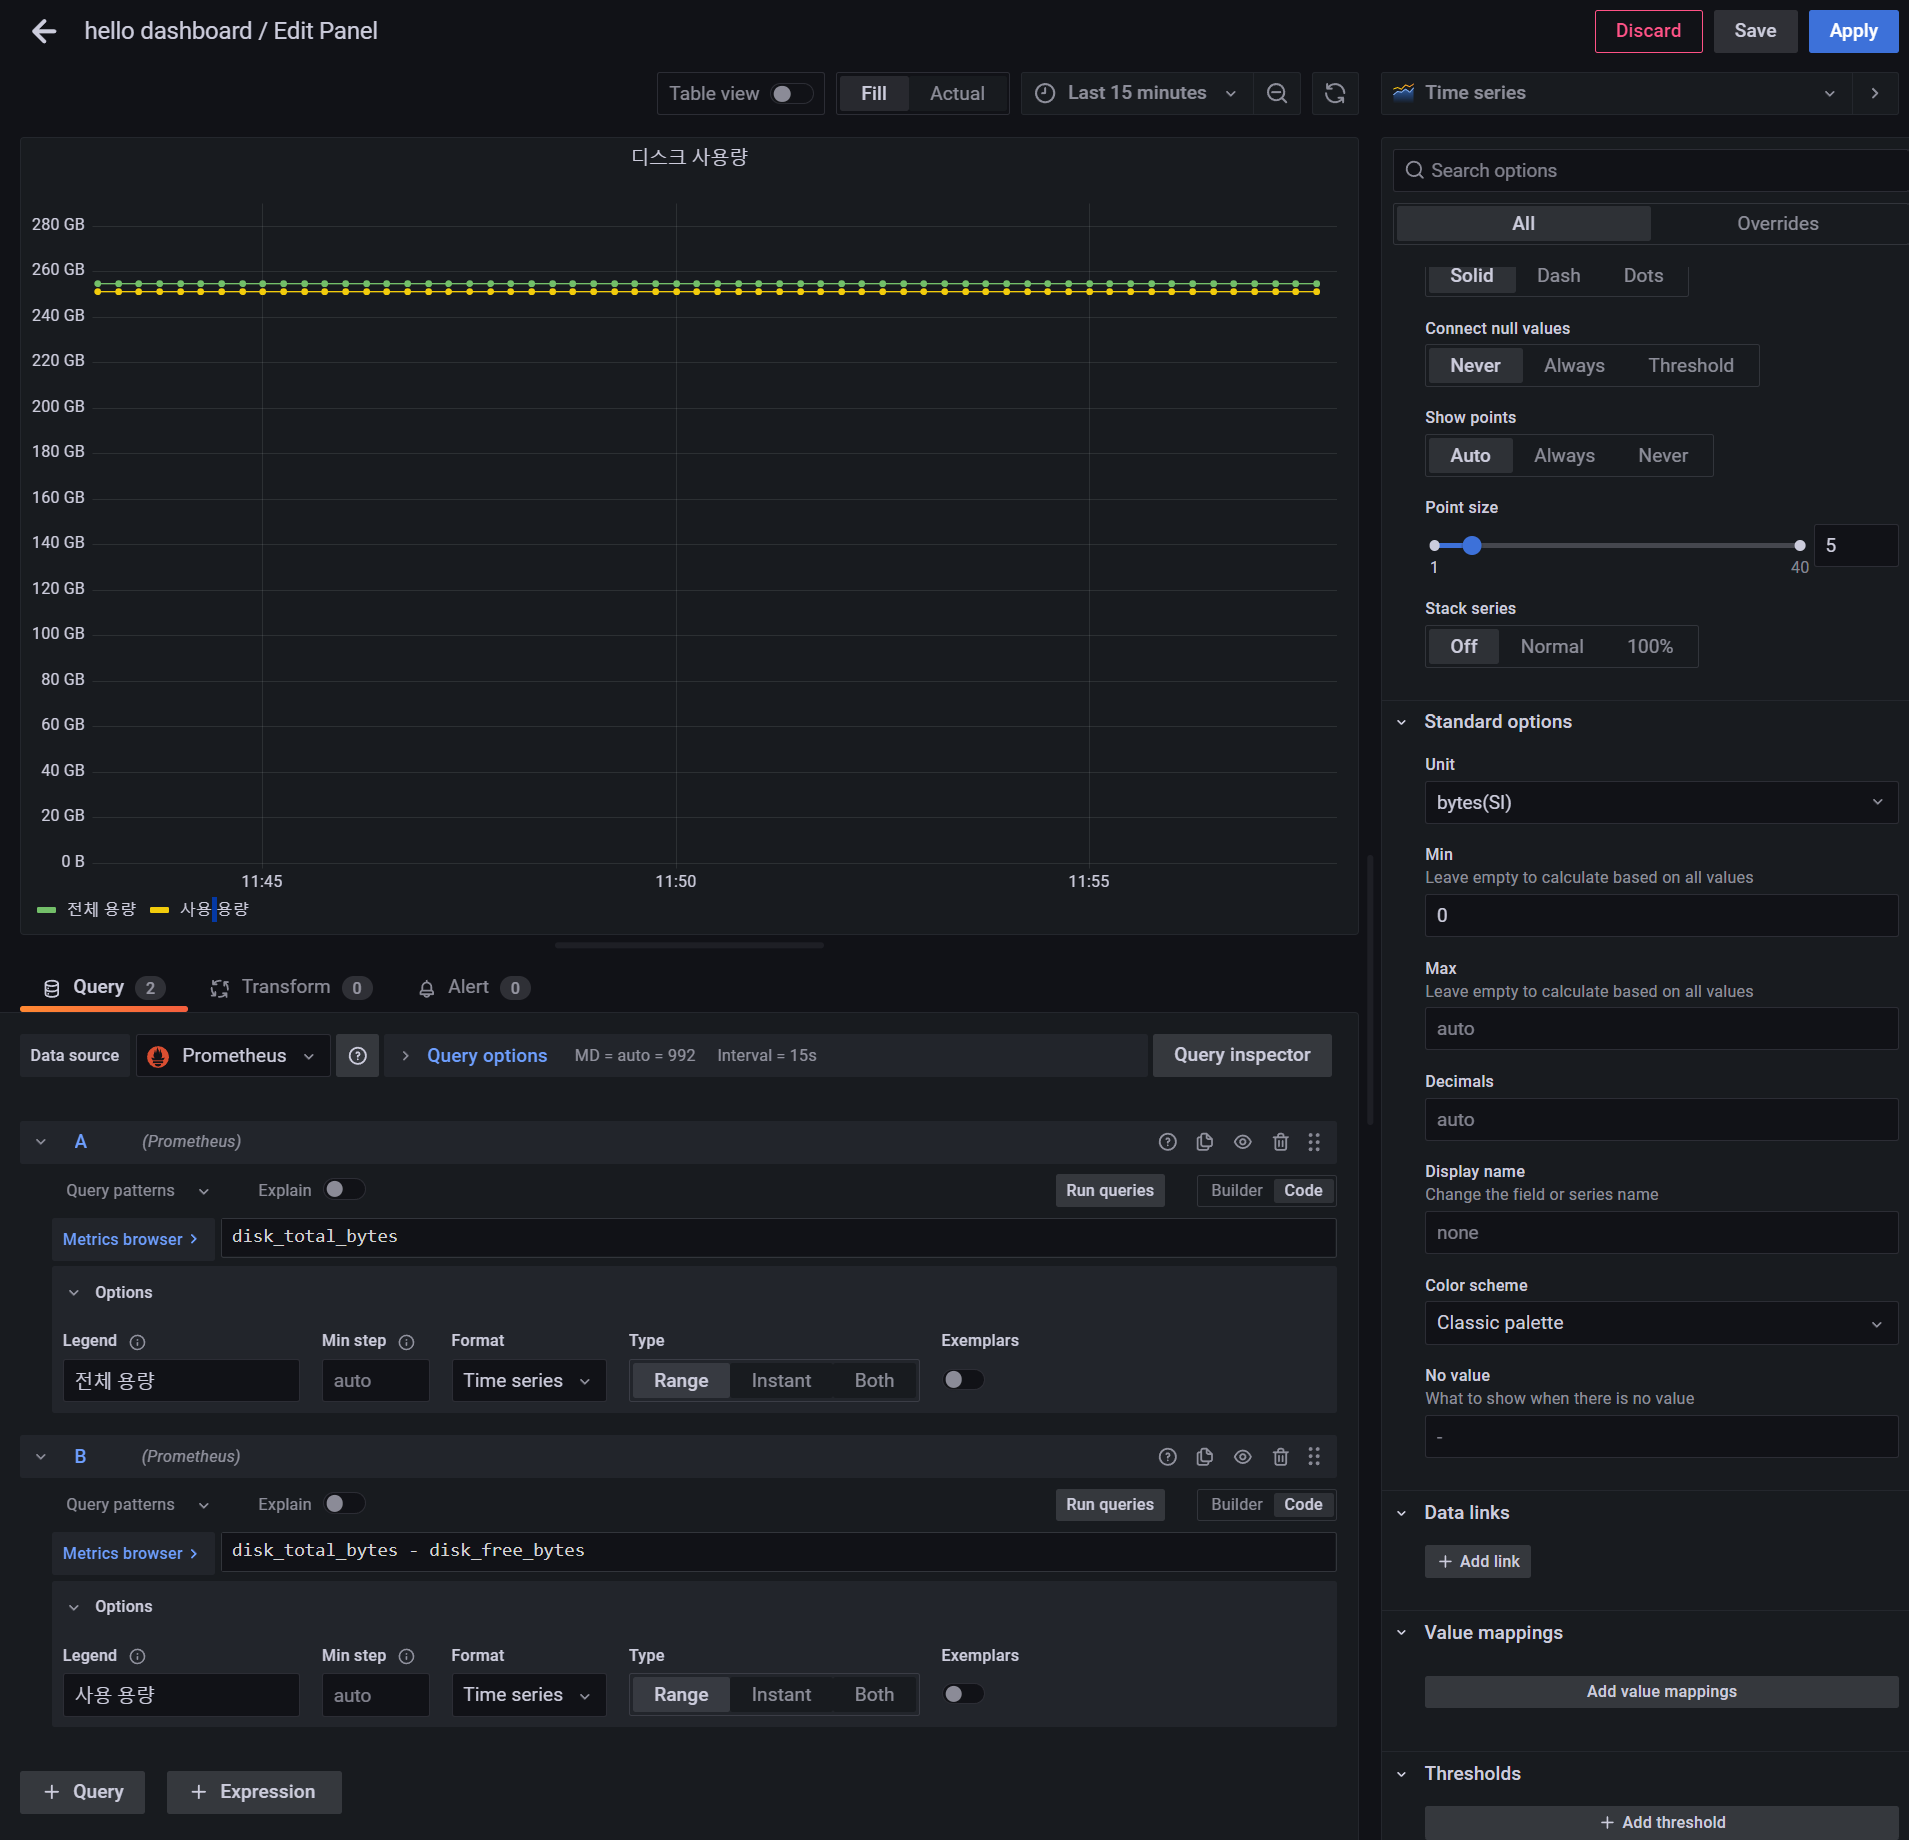 hello dashboard / Edit Panel
Discard
Save
Apply
Table view
Fill
Actual
Last 15 minutes
Time series
디스크 사용량
280 GB
260 GB
240 GB
220 GB
200 GB
180 GB
160 GB
140 GB
120 GB
100 GB
80 GB
60 GB
40 GB
20 GB
0 B
11:45
11:50
11:55
전체 용량
사용 용량
Query 2
Transform 0
Alert 0
Data source
Prometheus
Query options
MD = auto = 992
Interval = 15s
Query inspector
A
(Prometheus)
Query patterns
Explain
Run queries
Builder
Code
Metrics browser >
disk_total_bytes
Options
Legend
Min step
Format
Type
Exemplars
전체 용량
auto
Time series
Range
Instant
Both
B
(Prometheus)
Query patterns
Explain
Run queries
Builder
Code
Metrics browser >
disk_total_bytes - disk_free_bytes
Options
Legend
Min step
Format
Type
Exemplars
사용 용량
auto
Time series
Range
Instant
Both
+ Query
+ Expression
Search options
All
Overrides
Solid
Dash
Dots
Connect null values
Never
Always
Threshold
Show points
Auto
Always
Never
Point size
5
1
40
Stack series
Off
Normal
100%
Standard options
Unit
bytes(SI)
Min
Leave empty to calculate based on all values
0
Max
Leave empty to calculate based on all values
auto
Decimals
auto
Display name
Change the field or series name
none
Color scheme
Classic palette
No value
What to show when there is no value
-
Data links
+ Add link
Value mappings
Add value mappings
Thresholds
+ Add threshold